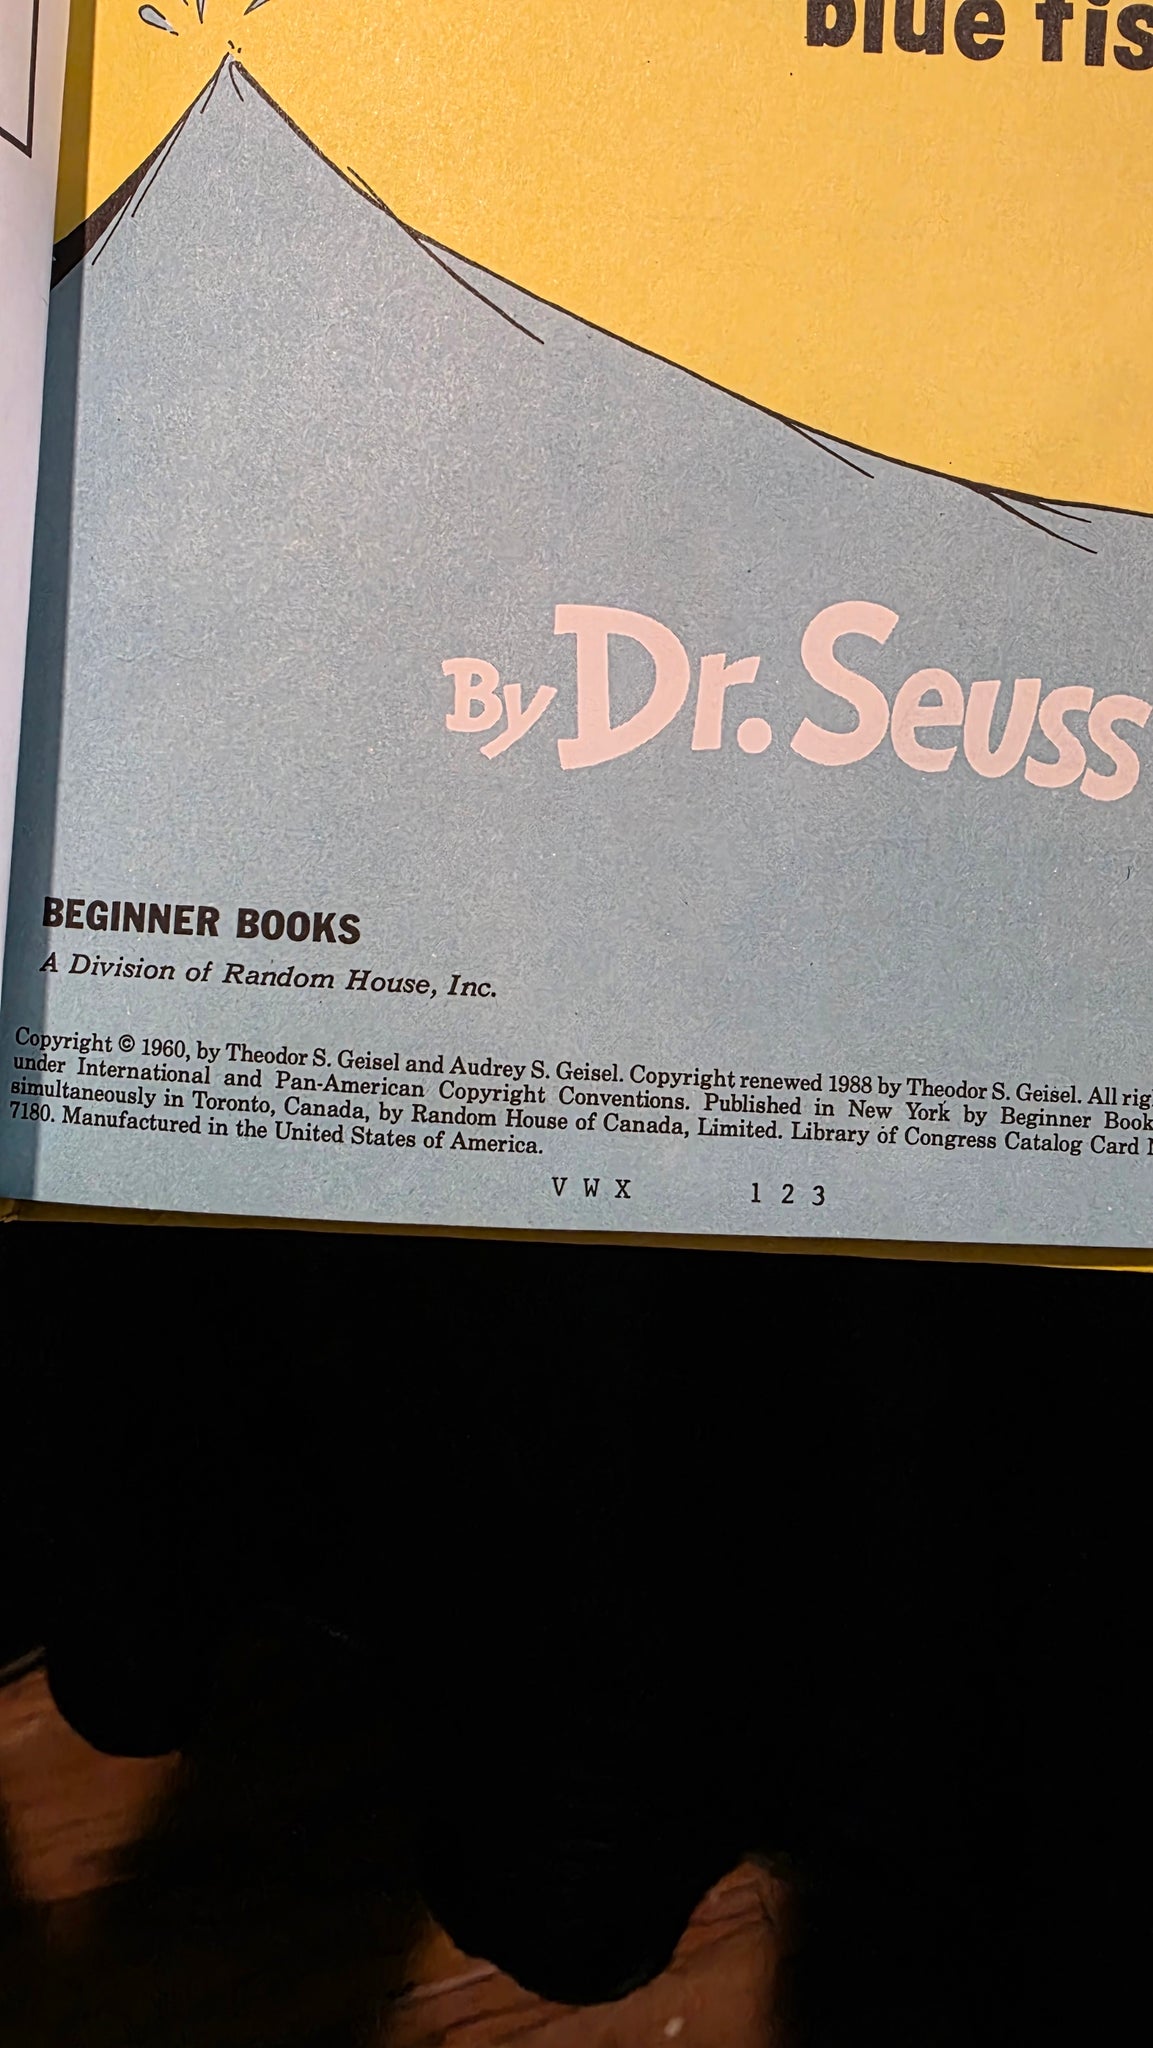 blue fis
By Dr. Seuss
BEGINNER BOOKS
A Division of Random House, Inc.
Copyright © 1960, by Theodor S. Geisel and Audrey S. Geisel. Copyright renewed 1988 by Theodor S. Geisel. All rig
under International and Pan-American Copyright Conventions. Published in New York by Beginner Book
simultaneously in Toronto, Canada, by Random House of Canada, Limited. Library of Congress Catalog Card
7180. Manufactured in the United States of America.
V W X 1 2 3